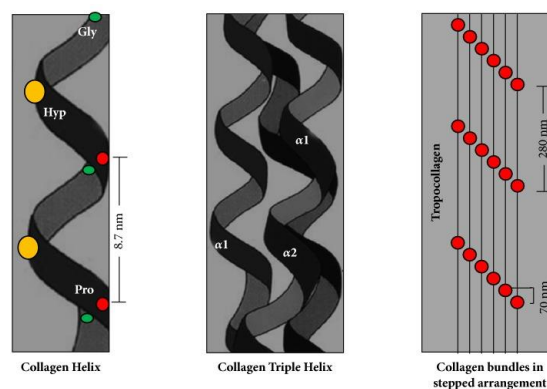 Gly
Hyp
8.7 nm
Pro
Collagen Helix
α1
α1
α2
Collagen Triple Helix
Tropocollagen
280 nm
70 nm
Collagen bundles in
stepped arrangement